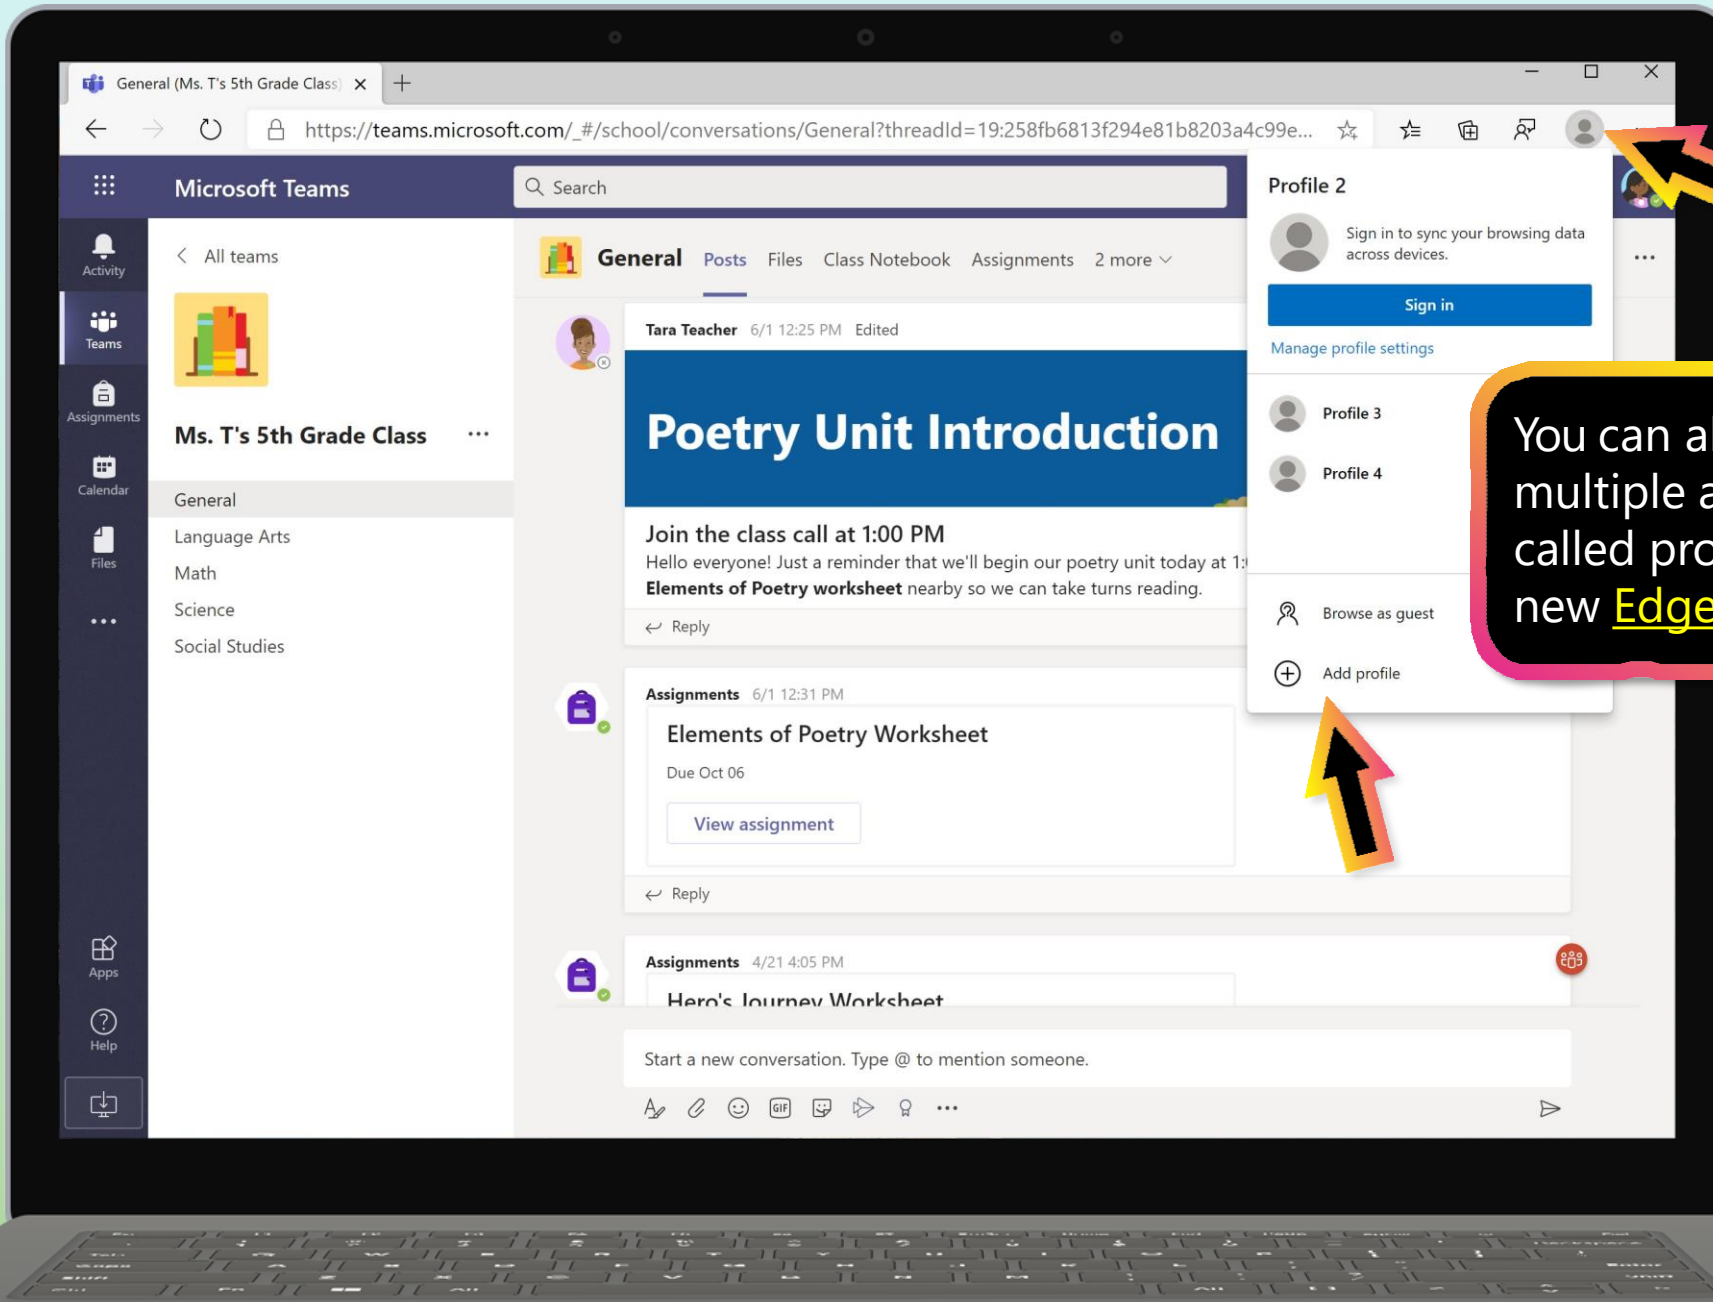 General (Ms. T's 5th Grade Class)
https://teams.microsoft.com/_#/school/conversations/General?threadId=19:258fb6813f294e81b8203a4c99e...
Microsoft Teams
Search
Profile 2
Sign in to sync your browsing data
across devices.
Sign in
Manage profile settings
Profile 3
Profile 4
Browse as guest
Add profile
You can al
multiple a
called pro
new Edge
Activity
Teams
Assignments
Calendar
Files
Apps
Help
All teams
Ms. T's 5th Grade Class
General
Language Arts
Math
Science
Social Studies
General Posts Files Class Notebook Assignments 2 more
Tara Teacher 6/1 12:25 PM Edited
Poetry Unit Introduction
Join the class call at 1:00 PM
Hello everyone! Just a reminder that we'll begin our poetry unit today at 1:
Elements of Poetry worksheet nearby so we can take turns reading.
Reply
Assignments 6/1 12:31 PM
Elements of Poetry Worksheet
Due Oct 06
View assignment
Reply
Assignments 4/21 4:05 PM
Hero's Journey Worksheet
Start a new conversation. Type @ to mention someone.
GIF